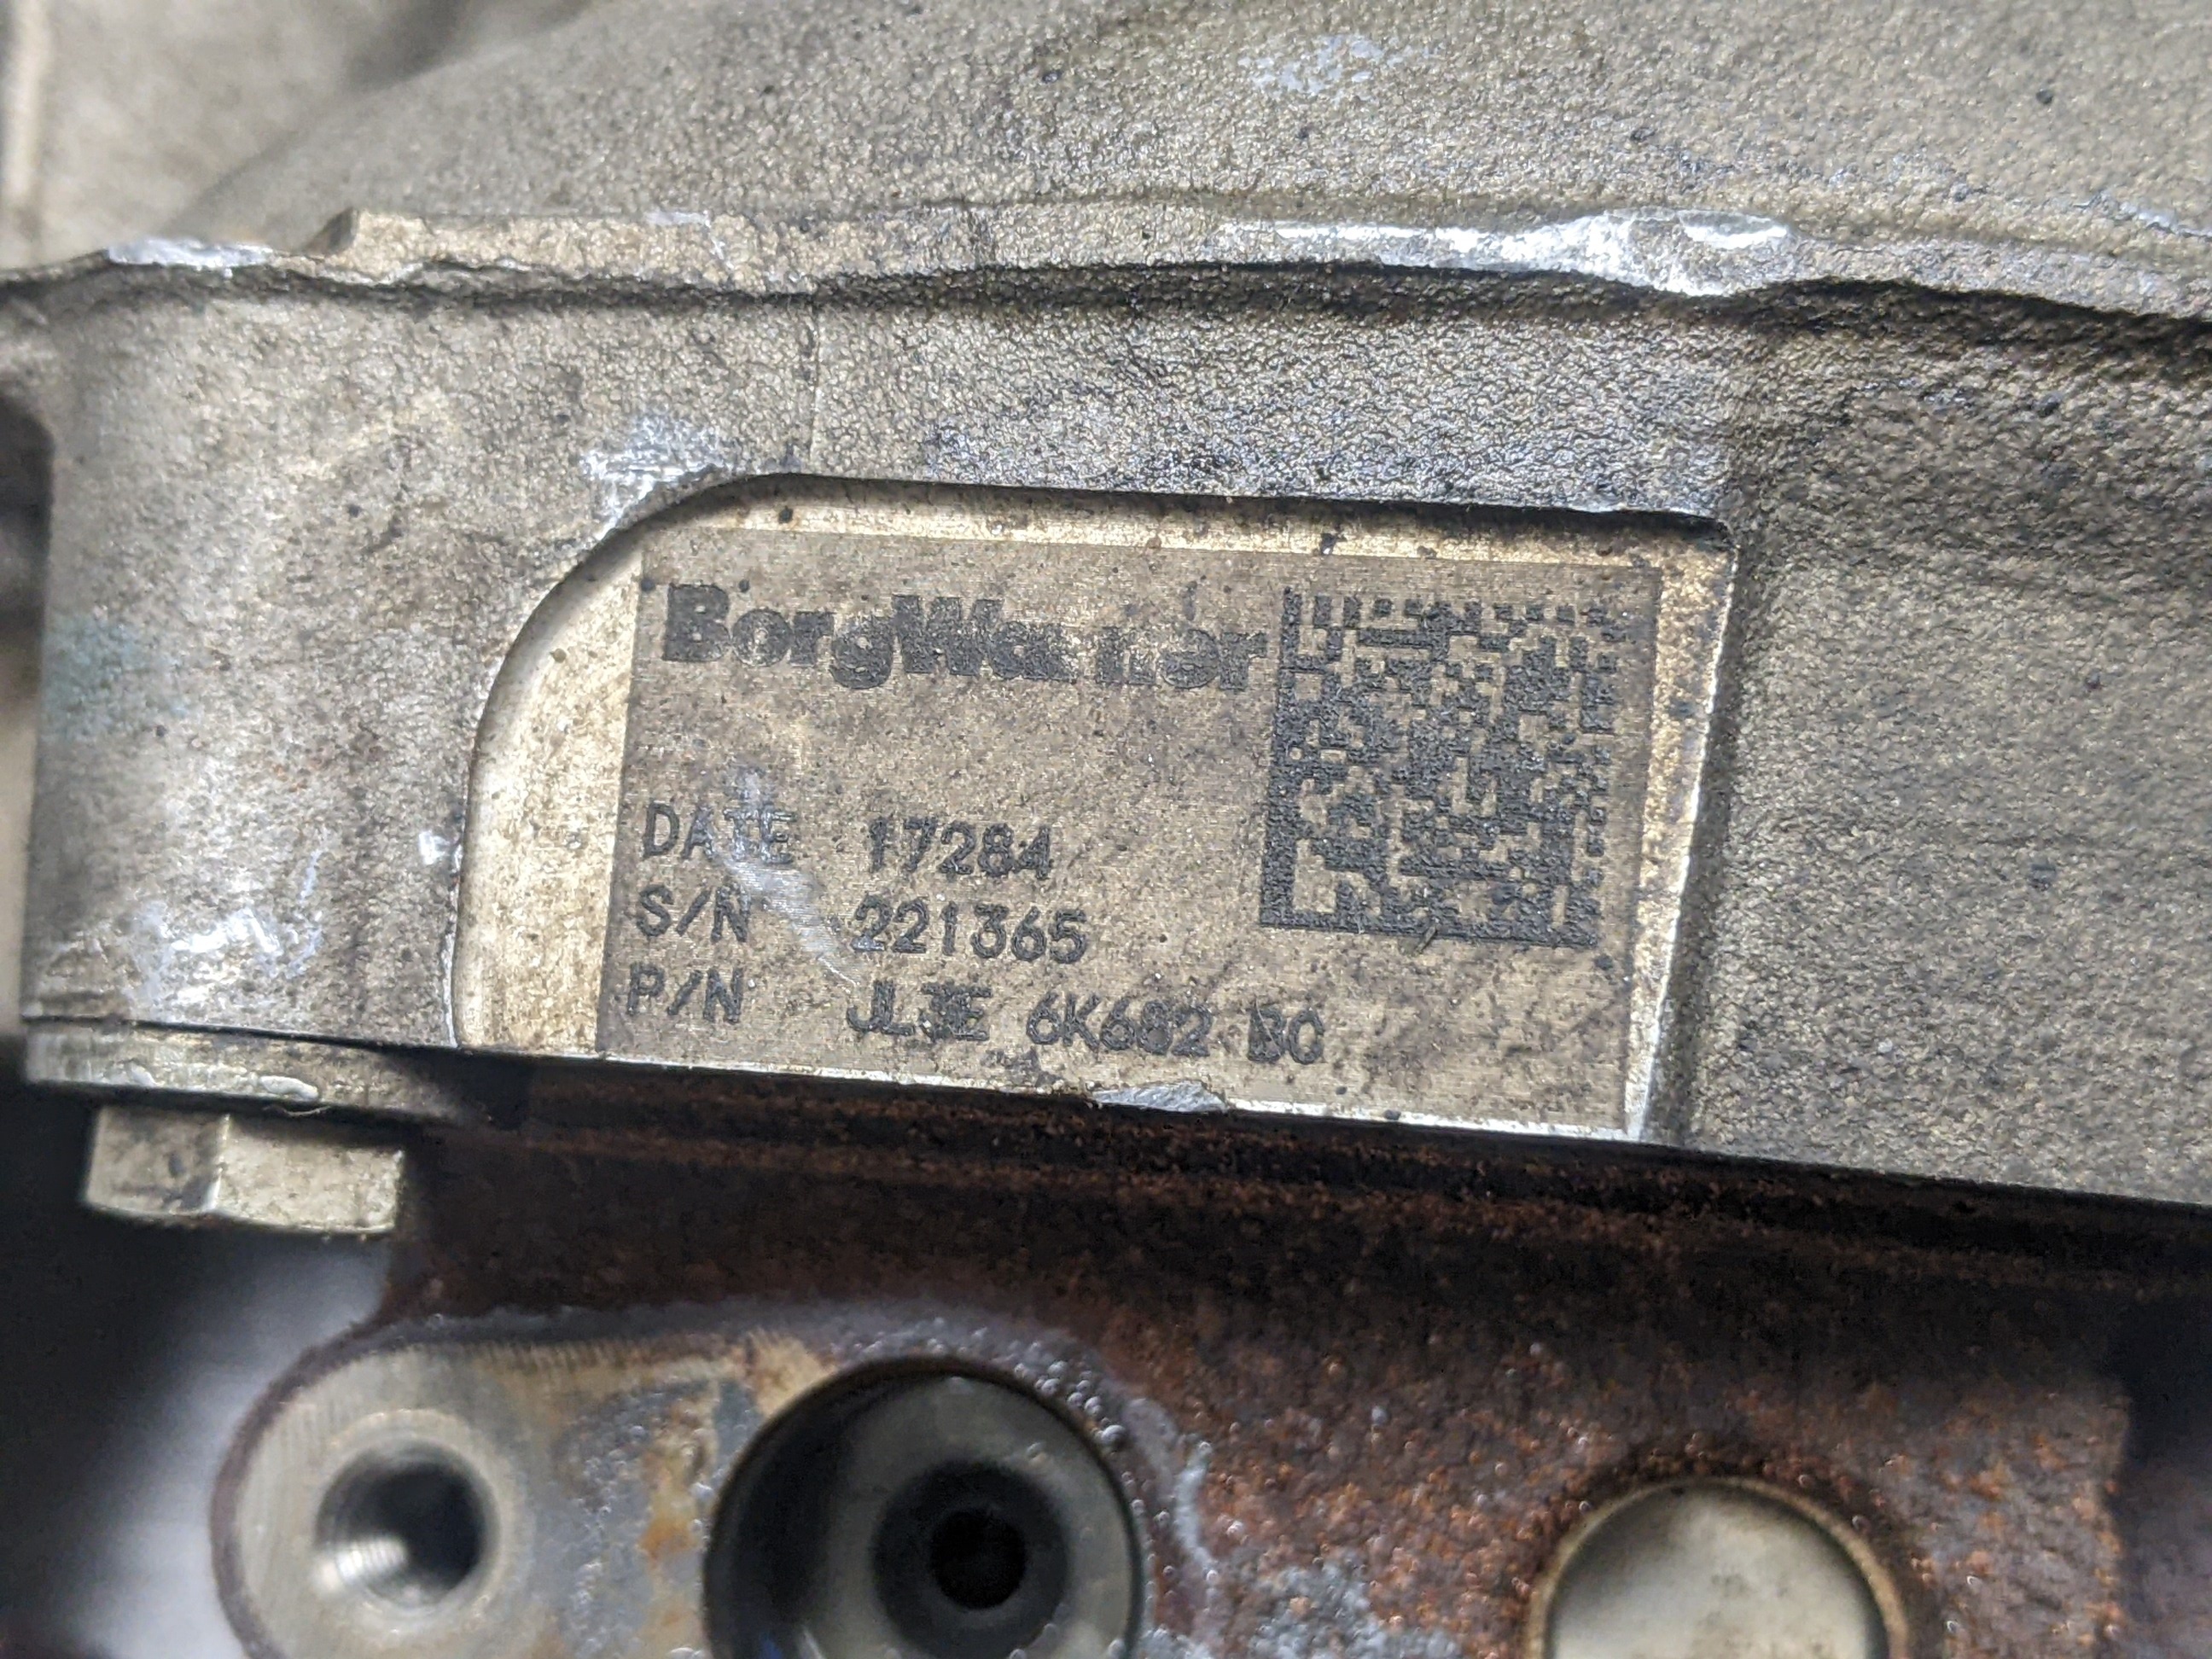 BorgWarner
DATE 17284
S/N 221365
P/N JL3E 6K682 BC